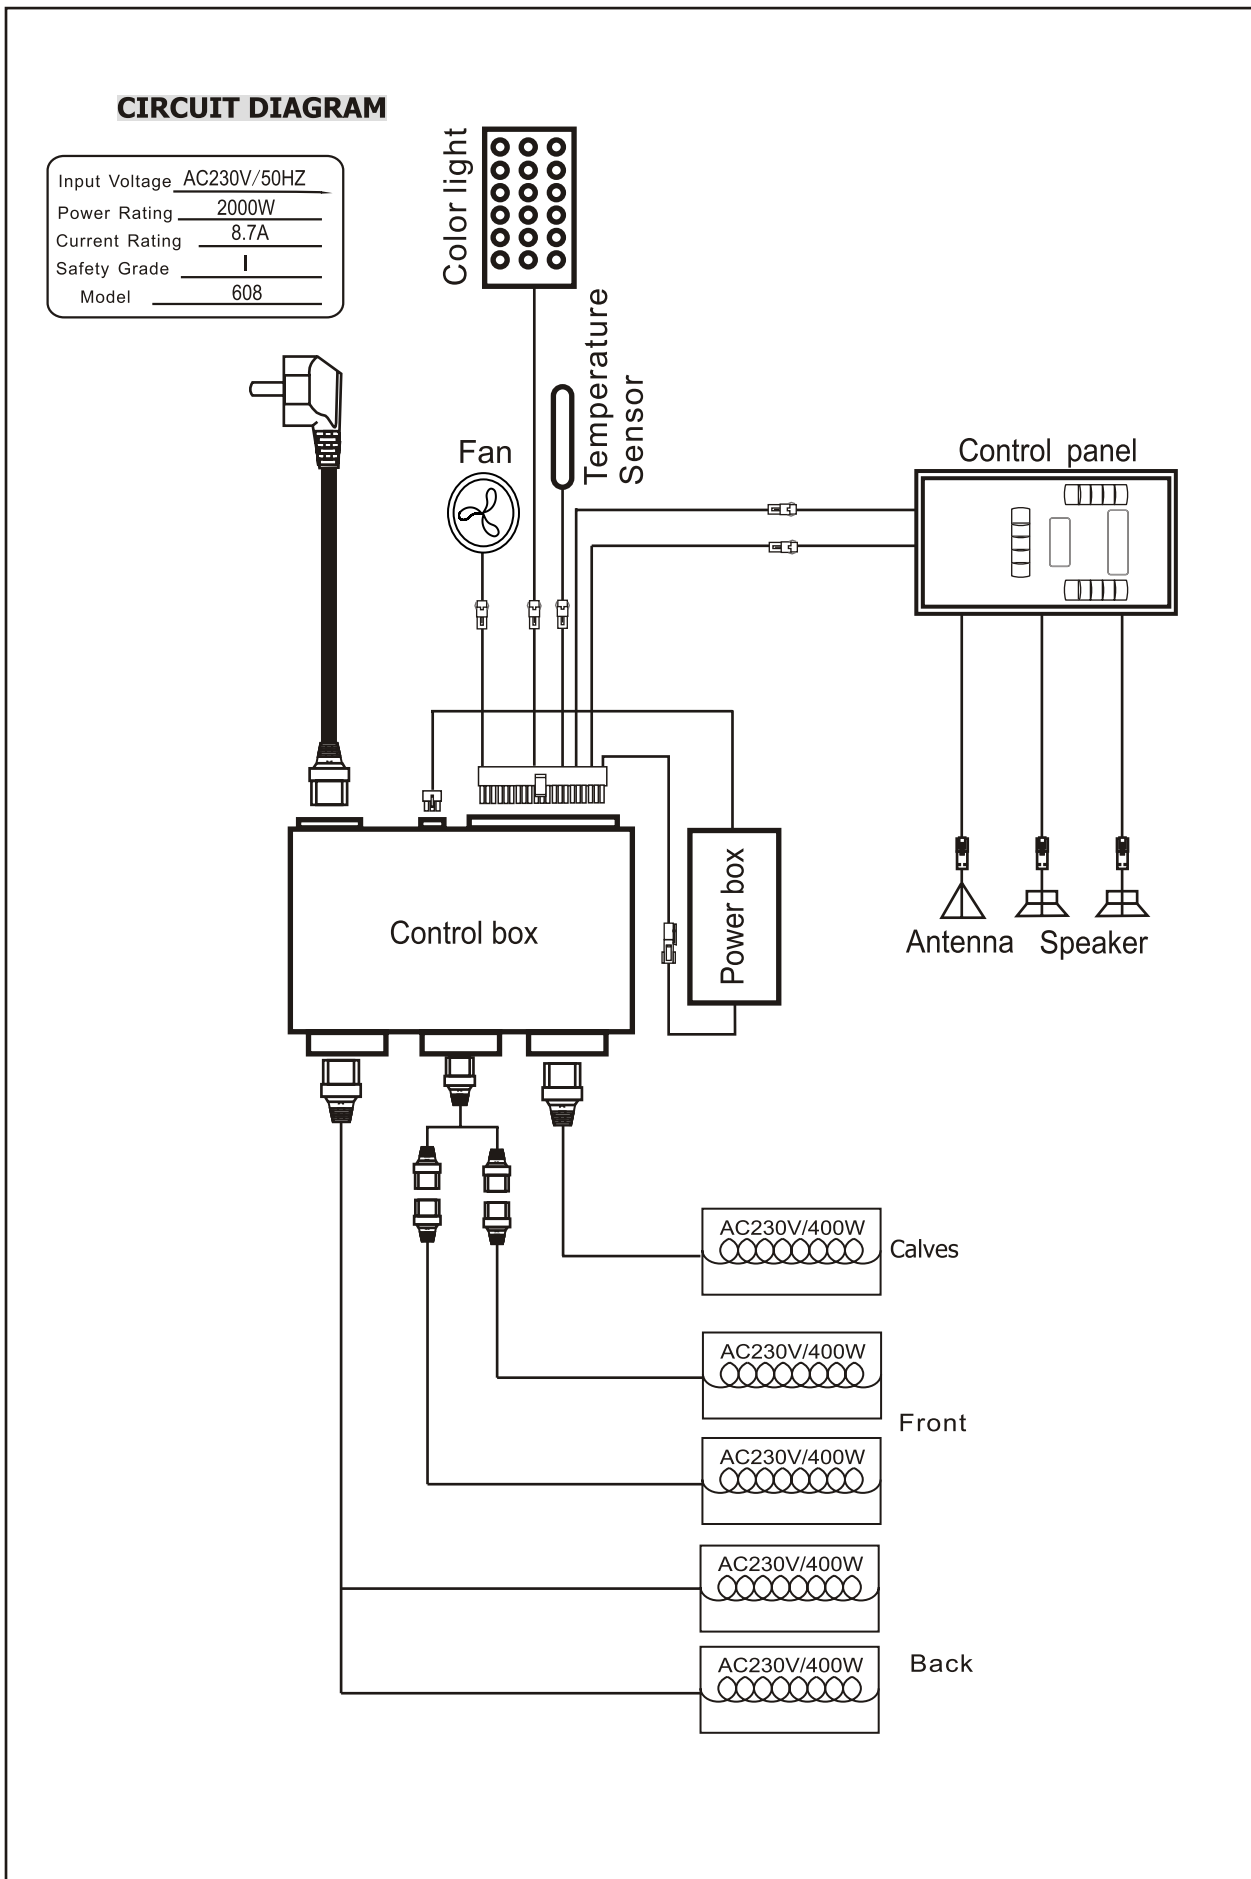 CIRCUIT DIAGRAM
Input Voltage AC230V/50HZ
Power Rating 2000W
Current Rating 8.7A
Safety Grade I
Model 608
Color light
Temperature
Sensor
Fan
Control panel
Control box
Power box
Antenna
Speaker
AC230V/400W
Calves
AC230V/400W
Front
AC230V/400W
AC230V/400W
Back
AC230V/400W